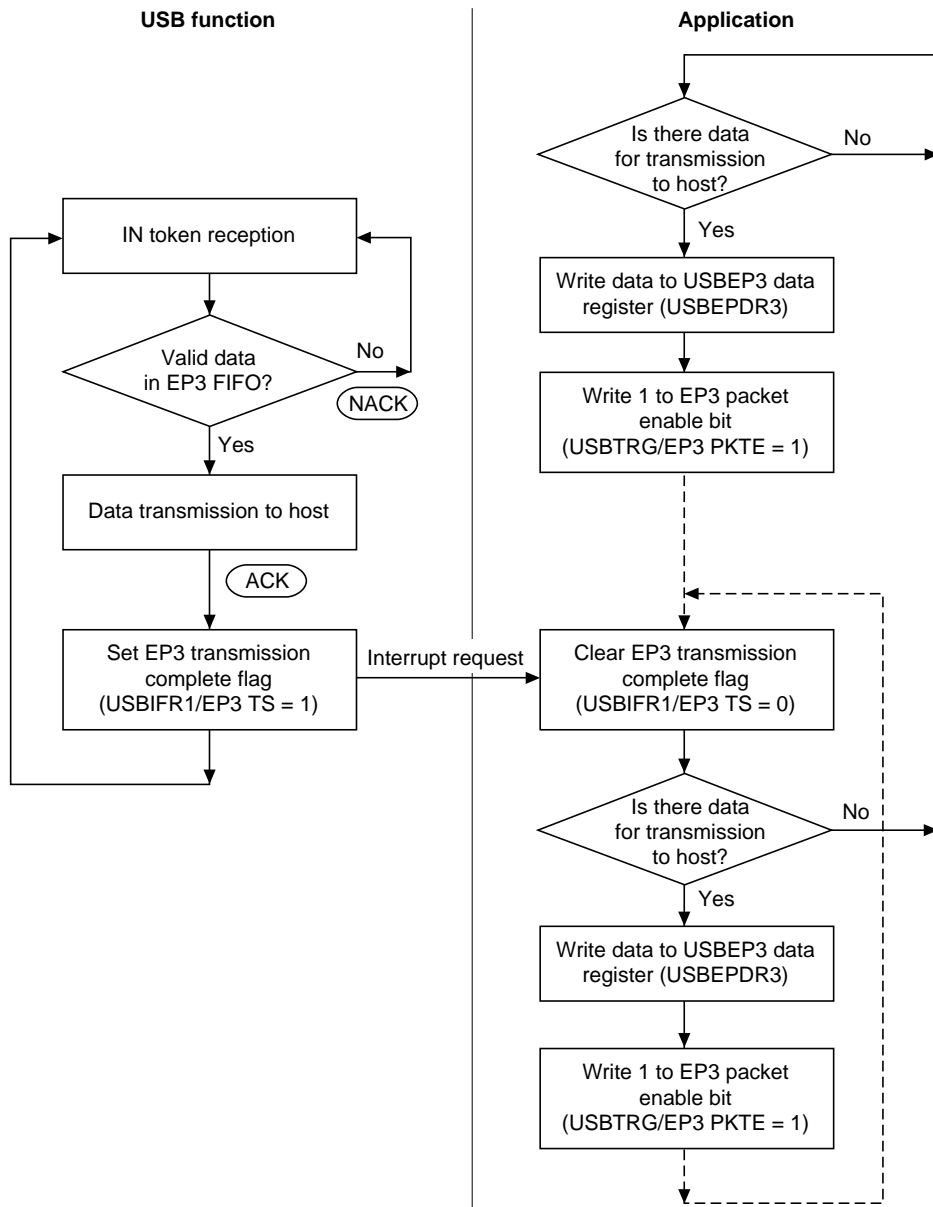 USB function
Application
Is there data
for transmission
to host?
No
Yes
IN token reception
Write data to USBEP3 data
register (USBEPDR3)
Valid data
in EP3 FIFO?
No
NACK
Yes
Write 1 to EP3 packet
enable bit
(USBTRG/EP3 PKTE = 1)
Data transmission to host
ACK
Set EP3 transmission
complete flag
(USBIFR1/EP3 TS = 1)
Interrupt request
Clear EP3 transmission
complete flag
(USBIFR1/EP3 TS = 0)
Is there data
for transmission
to host?
No
Yes
Write data to USBEP3 data
register (USBEPDR3)
Write 1 to EP3 packet
enable bit
(USBTRG/EP3 PKTE = 1)